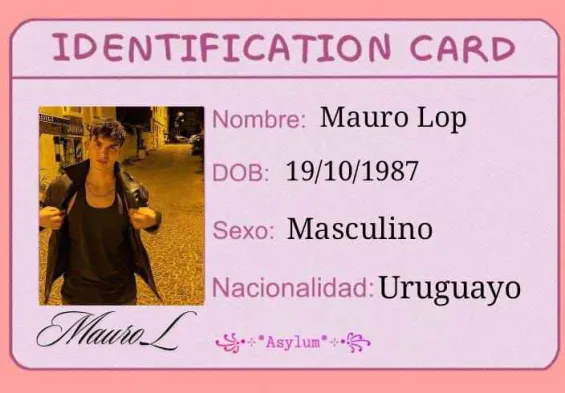 IDENTIFICATION CARD
Nombre: Mauro Lop
DOB: 19/10/1987
Sexo: Masculino
Nacionalidad: Uruguayo
Mauro L
꧁•⊹٭Asylum٭⊹•꧂